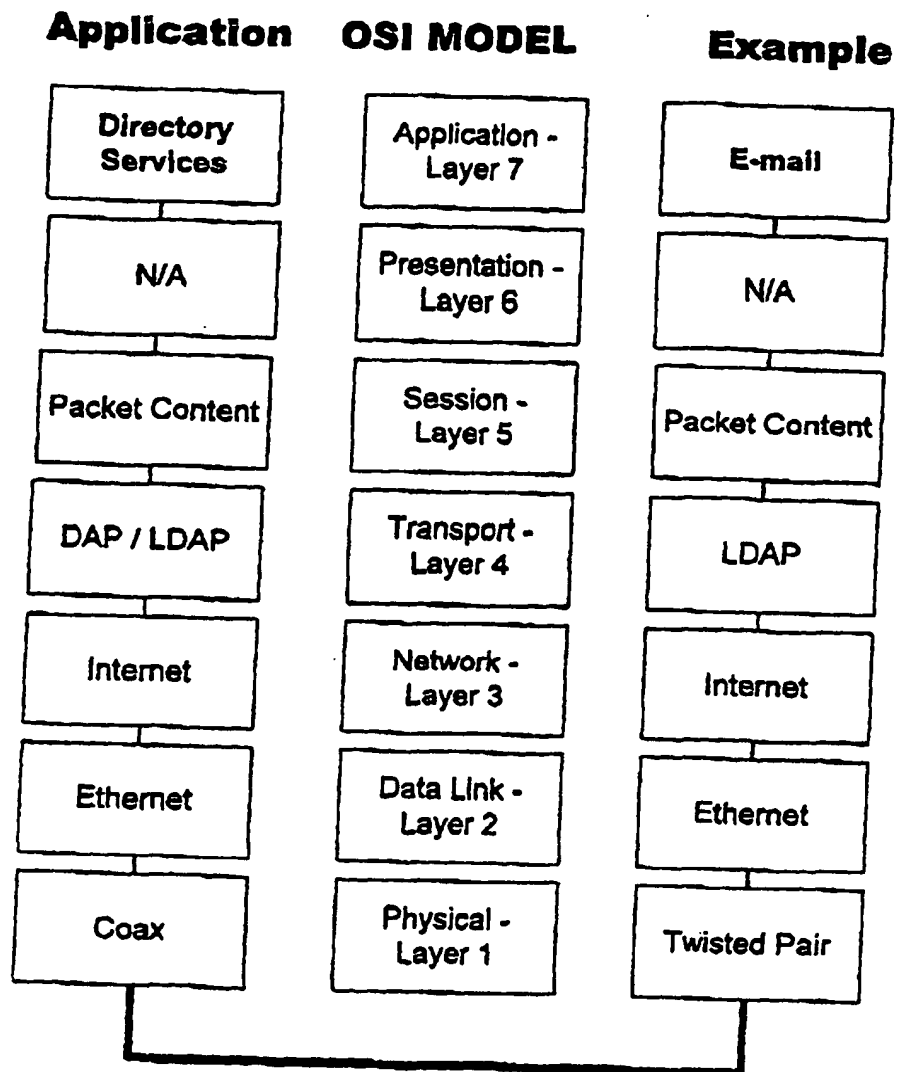 Application
OSI MODEL
Example
Directory
Services
Application -
Layer 7
E-mail
N/A
Presentation -
Layer 6
N/A
Packet Content
Session -
Layer 5
Packet Content
DAP / LDAP
Transport -
Layer 4
LDAP
Internet
Network -
Layer 3
Internet
Ethernet
Data Link -
Layer 2
Ethernet
Coax
Physical -
Layer 1
Twisted Pair